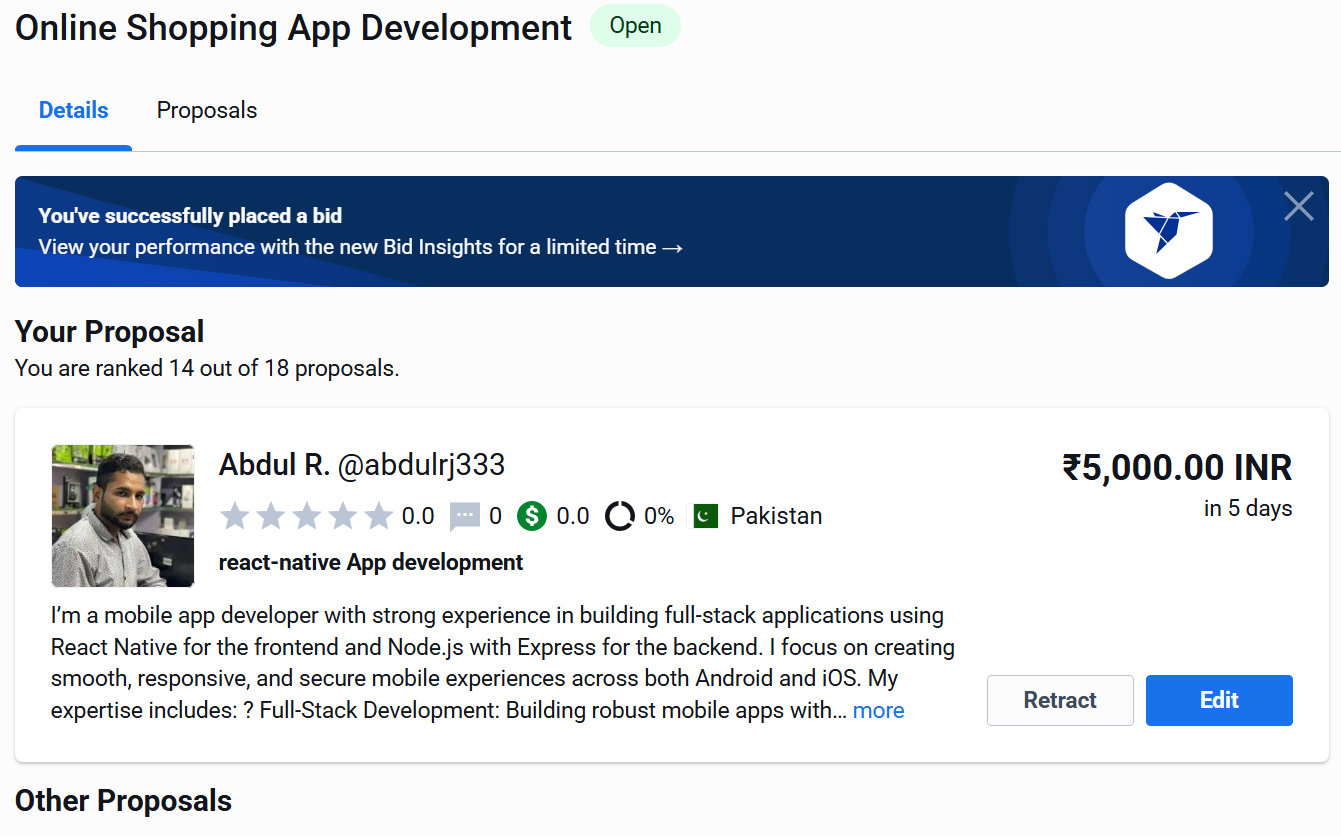 Online Shopping App Development Open
Details Proposals
You've successfully placed a bid
View your performance with the new Bid Insights for a limited time →
Your Proposal
You are ranked 14 out of 18 proposals.
Abdul R. @abdulrj333 ₹5,000.00 INR
0.0 0 0.0 0% Pakistan in 5 days
react-native App development
I’m a mobile app developer with strong experience in building full-stack applications using
React Native for the frontend and Node.js with Express for the backend. I focus on creating
smooth, responsive, and secure mobile experiences across both Android and iOS. My
expertise includes: ? Full-Stack Development: Building robust mobile apps with... more
Retract Edit
Other Proposals